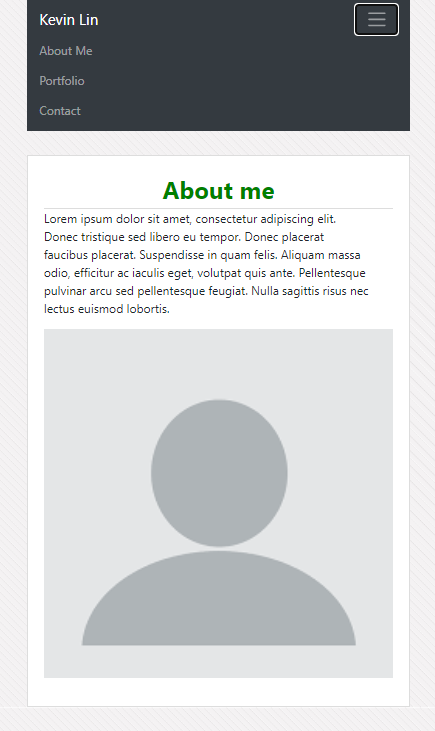 Kevin Lin
About Me
Portfolio
Contact
About me
Lorem ipsum dolor sit amet, consectetur adipiscing elit.
Donec tristique sed libero eu tempor. Donec placerat
faucibus placerat. Suspendisse in quam felis. Aliquam massa
odio, efficitur ac iaculis eget, volutpat quis ante. Pellentesque
pulvinar arcu sed pellentesque feugiat. Nulla sagittis risus nec
lectus euismod lobortis.